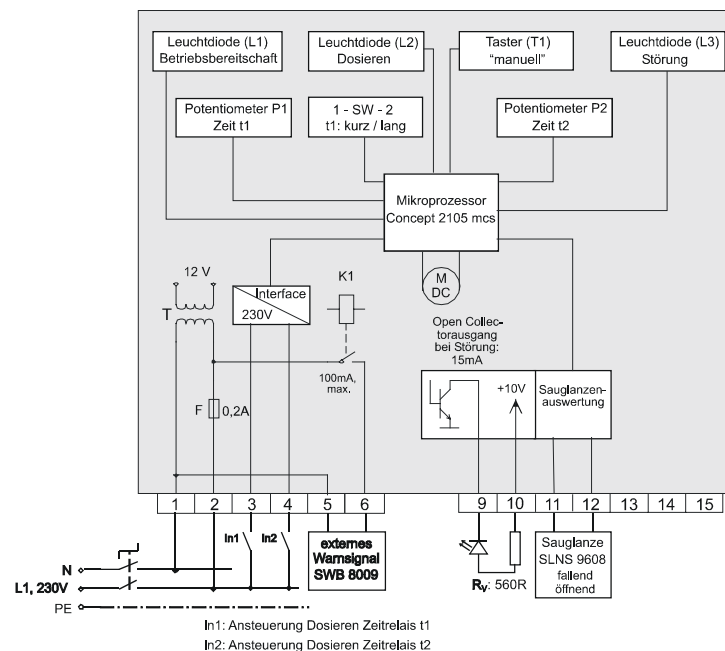 Leuchtdiode (L1)
Betriebsbereitschaft
Leuchtdiode (L2)
Dosieren
Taster (T1)
“manuell”
Leuchtdiode (L3)
Störung
Potentiometer P1
Zeit t1
1 - SW - 2
t1: kurz / lang
Potentiometer P2
Zeit t2
Mikroprozessor
Concept 2105 mcs
M
DC
12 V
T
Interface
230V
K1
100mA,
max.
F
0,2A
Open Collec-
torausgang
bei Störung:
15mA
+10V
Sauglanzen-
auswertung
1
2
3
4
5
6
9
10
11
12
13
14
15
In1
In2
externes
Warnsignal
SWB 8009
RV: 560R
Sauglanze
SLNS 9608
fallend
öffnend
N
L1, 230V
PE
In1: Ansteuerung Dosieren Zeitrelais t1
In2: Ansteuerung Dosieren Zeitrelais t2